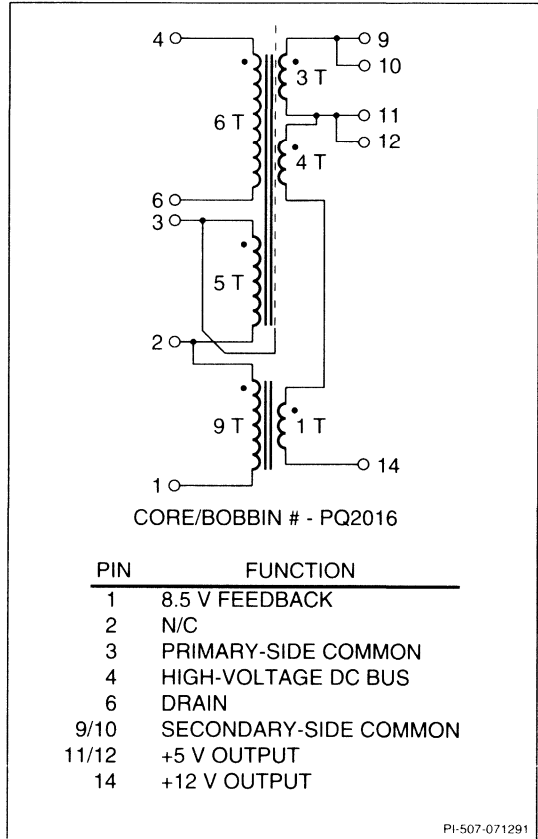 4 9
3 T 10
6 T 11
12
4 T
6
3
5 T
2
9 T 1 T
14
1
CORE/BOBBIN # - PQ2016
PIN FUNCTION
1 8.5 V FEEDBACK
2 N/C
3 PRIMARY-SIDE COMMON
4 HIGH-VOLTAGE DC BUS
6 DRAIN
9/10 SECONDARY-SIDE COMMON
11/12 +5 V OUTPUT
14 +12 V OUTPUT
PI-507-071291